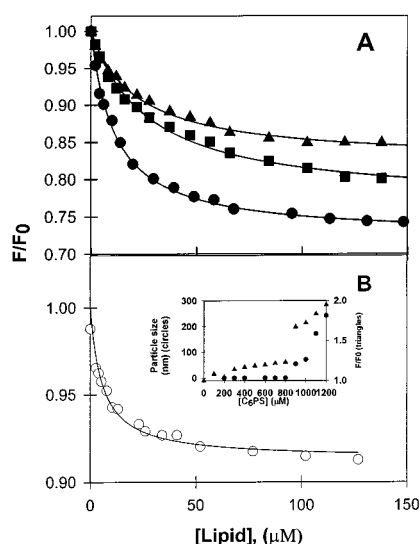 A
1.00
0.95
0.90
0.85
0.80
0.75
0.70
F/F0
B
1.00
0.95
0.90
Particle size
(nm) (circles)
300
200
100
0
2.0
1.5
1.0
F/F0 (triangles)
0 200 400 600 800 1000 1200
[C₆PS] (µM)
0 50 100 150
[Lipid], (µM)